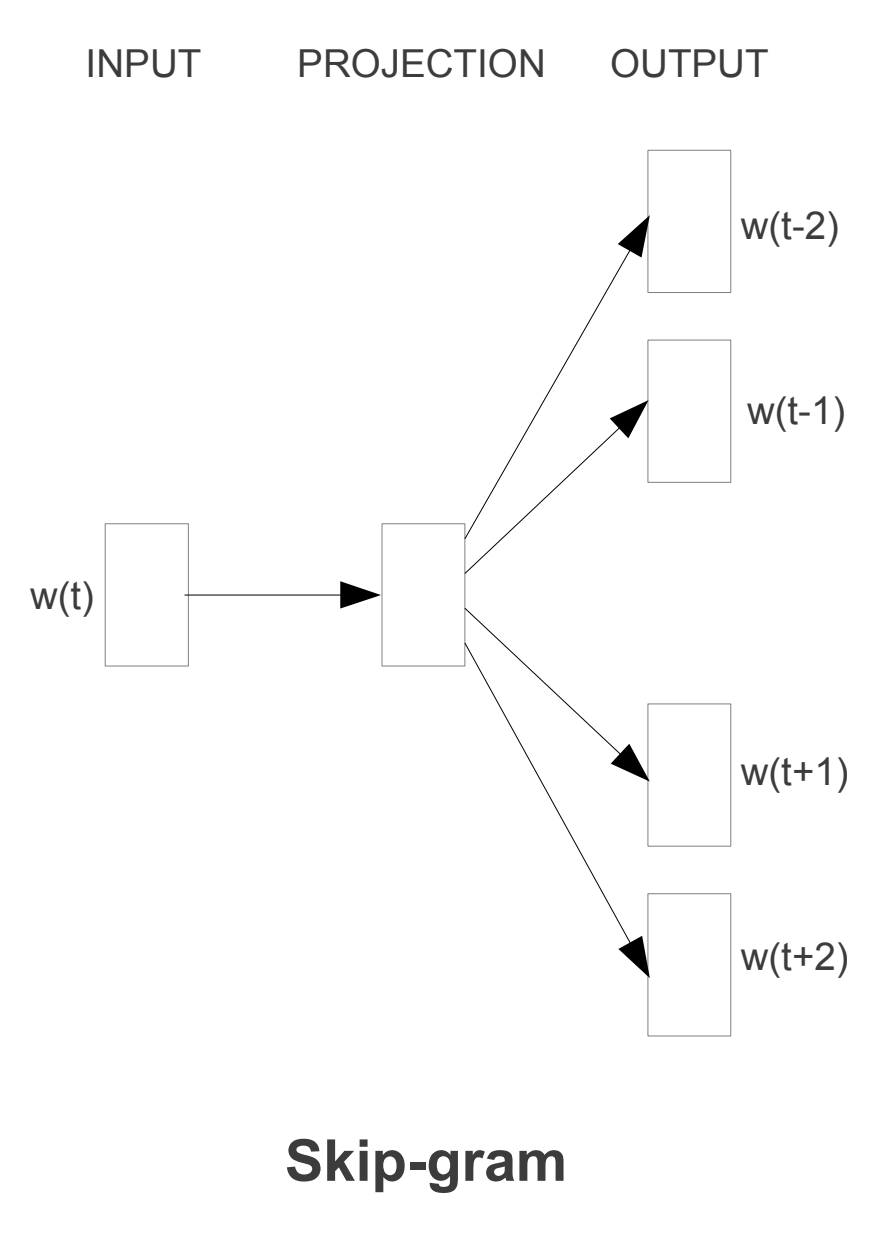 INPUT PROJECTION OUTPUT
w(t-2)
w(t-1)
w(t)
w(t+1)
w(t+2)
Skip-gram